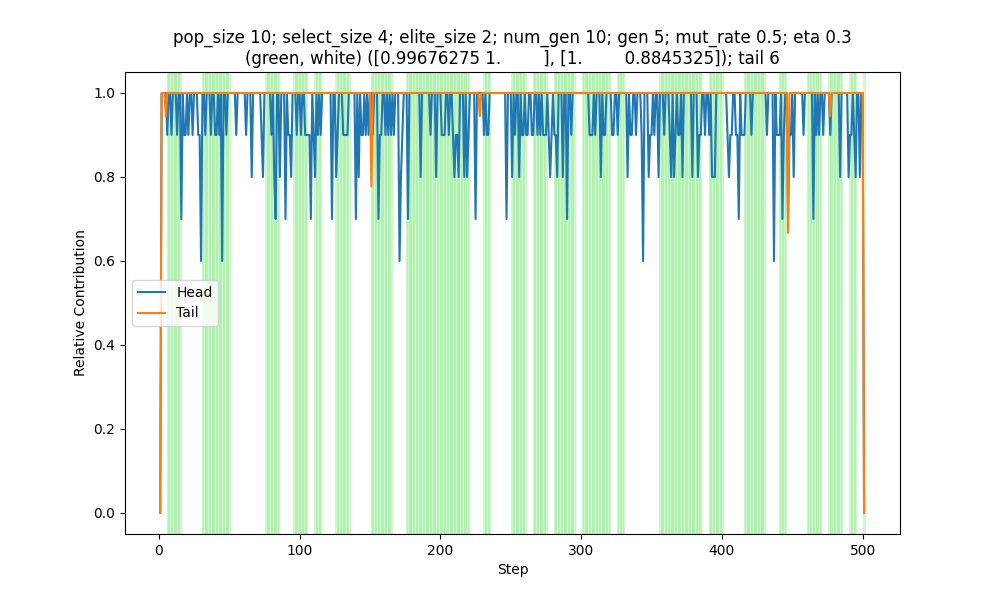 pop_size 10; select_size 4; elite_size 2; num_gen 10; gen 5; mut_rate 0.5; eta 0.3
(green, white) ([0.99676275 1.         ], [1.         0.8845325]); tail 6
1.0
0.8
0.6
0.4
0.2
0.0
Relative Contribution
Head
Tail
0
100
200
300
400
500
Step